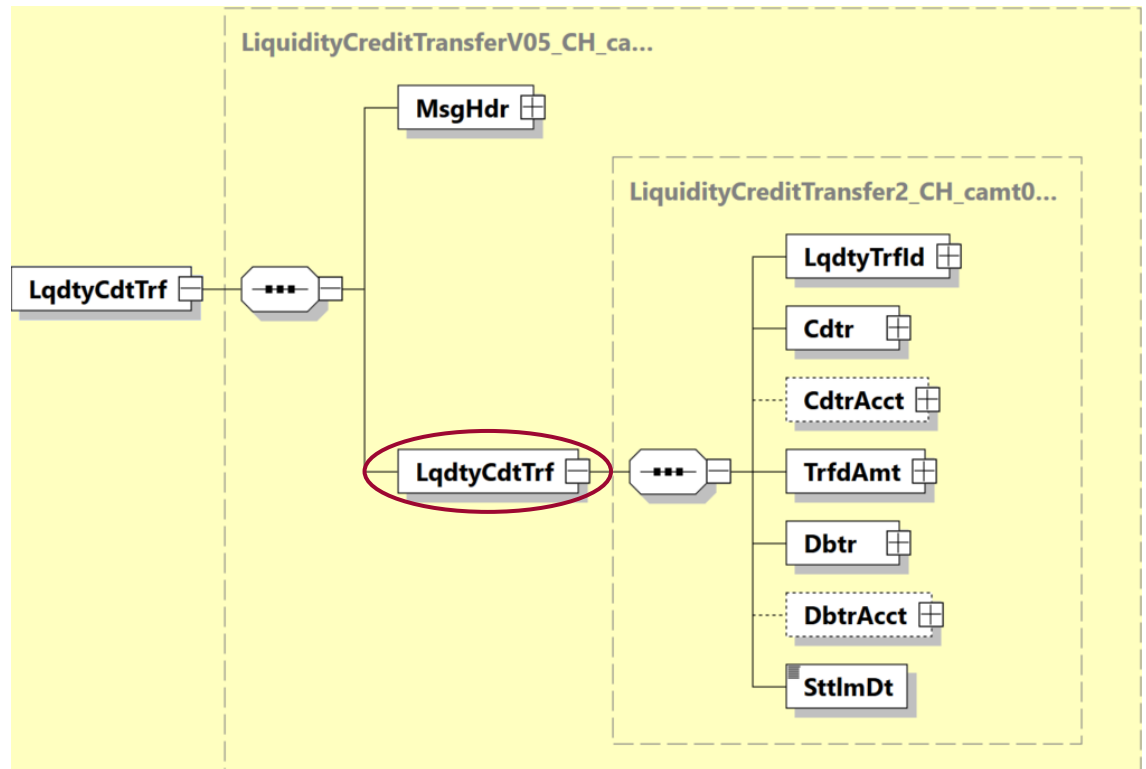 LiquidityCreditTransferV05_CH_ca...
MsgHdr
LiquidityCreditTransfer2_CH_camt0...
LqdtyTrfId
LqdtyCdtTrf
Cdtr
CdtrAcct
LqdtyCdtTrf
TrfdAmt
Dbtr
DbtrAcct
SttlmDt